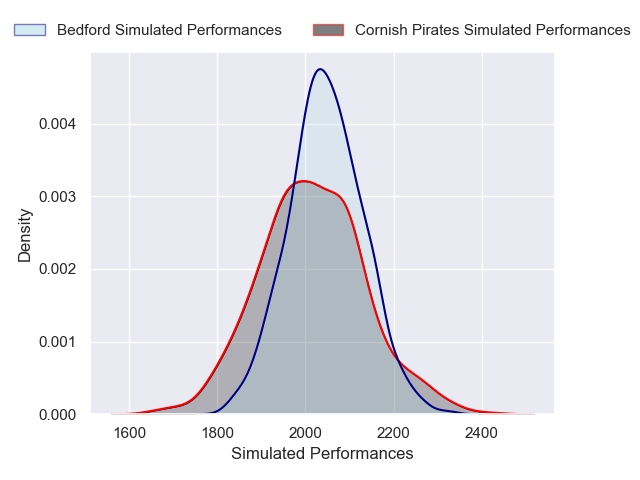 Bedford Simulated Performances
Cornish Pirates Simulated Performances
Density
0.004
0.003
0.002
0.001
0.000
1600 1800 2000 2200 2400
Simulated Performances